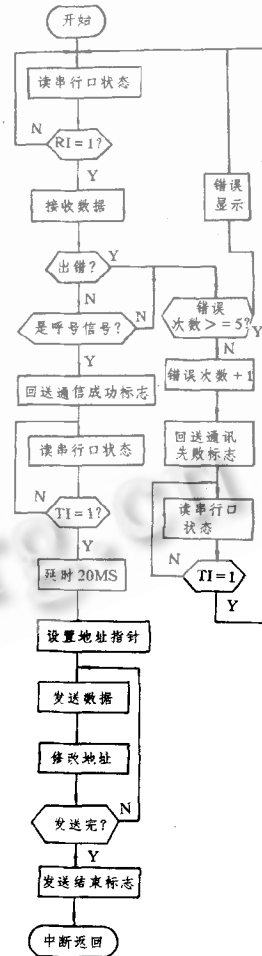 开始
读串行口状态
N
RI=1?
Y
接收数据
错误
显示
出错?
Y
N
是呼号信号?
N
错误
次数>=5?
Y
Y
N
回送通信成功标志
错误次数+1
读串行口状态
回送通讯
失败标志
N
TI=1?
读串行口
状态
Y
N
延时20MS
TI=1
Y
设置地址指针
发送数据
修改地址
N
发送完?
Y
发送结束标志
中断返回